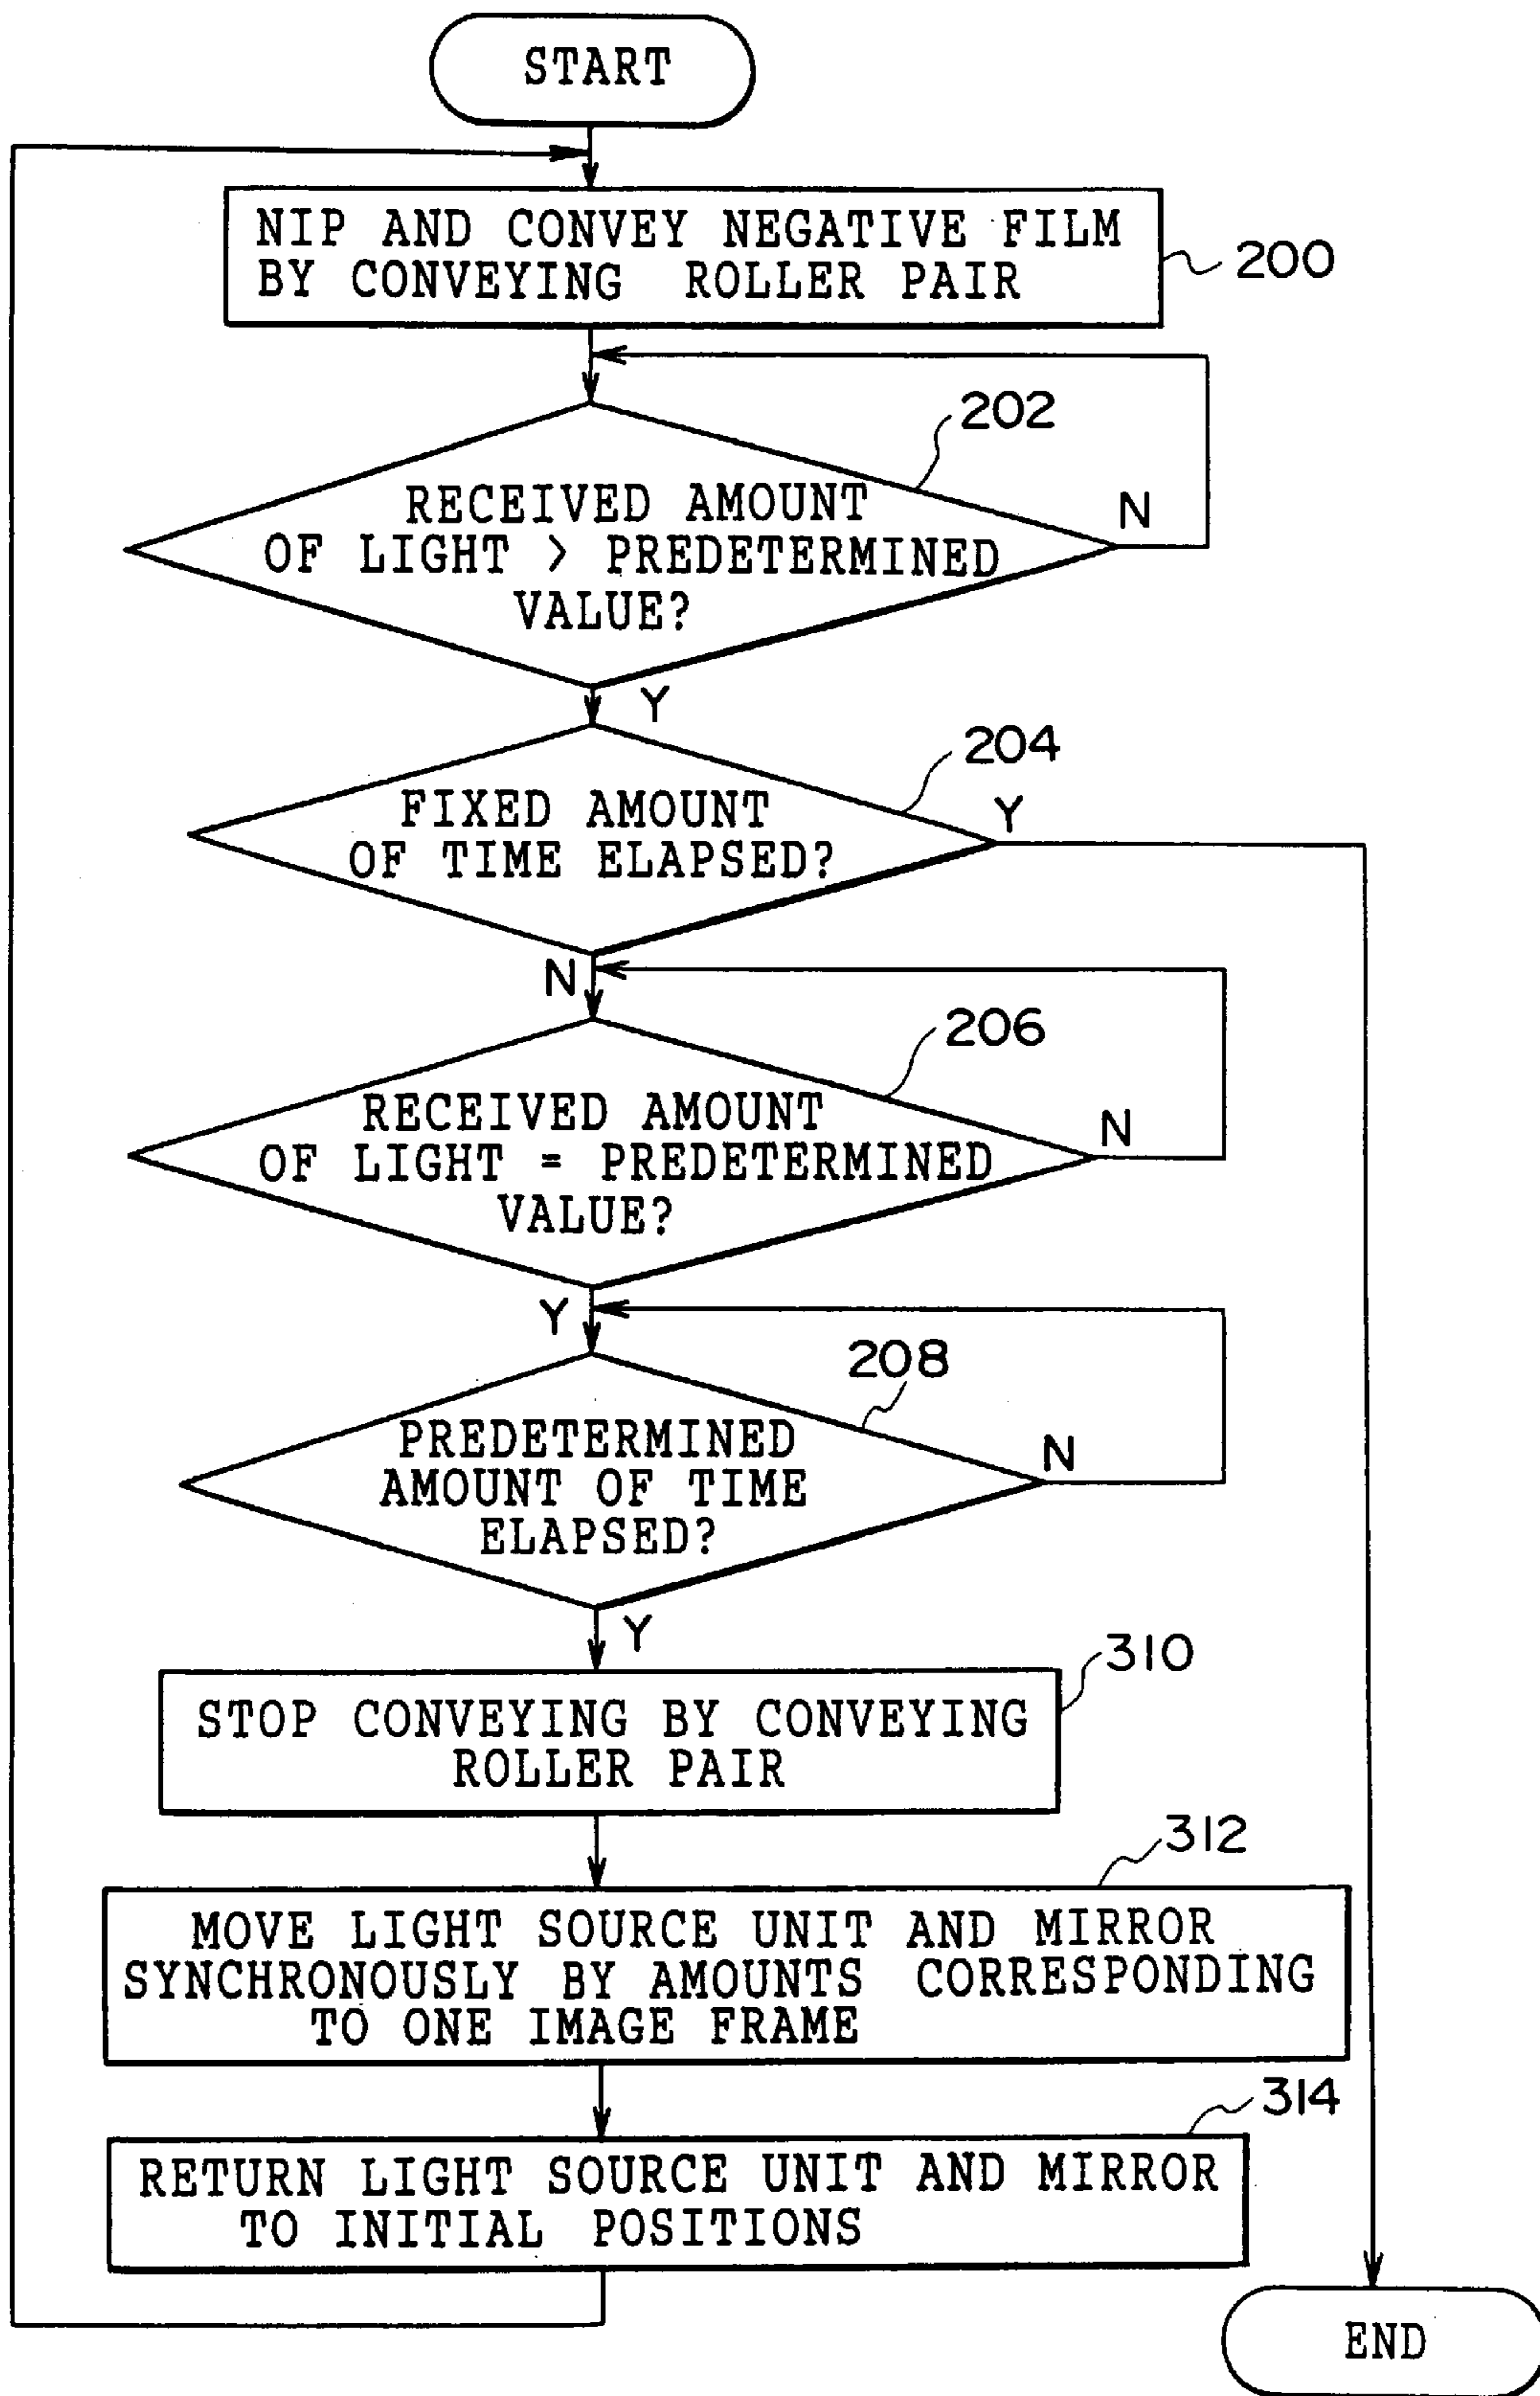 START
NIP AND CONVEY NEGATIVE FILM
BY CONVEYING ROLLER PAIR
200
202
RECEIVED AMOUNT
OF LIGHT > PREDETERMINED
VALUE?
N
Y
204
FIXED AMOUNT
OF TIME ELAPSED?
Y
N
206
RECEIVED AMOUNT
OF LIGHT = PREDETERMINED
VALUE?
N
Y
208
PREDETERMINED
AMOUNT OF TIME
ELAPSED?
N
Y
310
STOP CONVEYING BY CONVEYING
ROLLER PAIR
312
MOVE LIGHT SOURCE UNIT AND MIRROR
SYNCHRONOUSLY BY AMOUNTS CORRESPONDING
TO ONE IMAGE FRAME
314
RETURN LIGHT SOURCE UNIT AND MIRROR
TO INITIAL POSITIONS
END